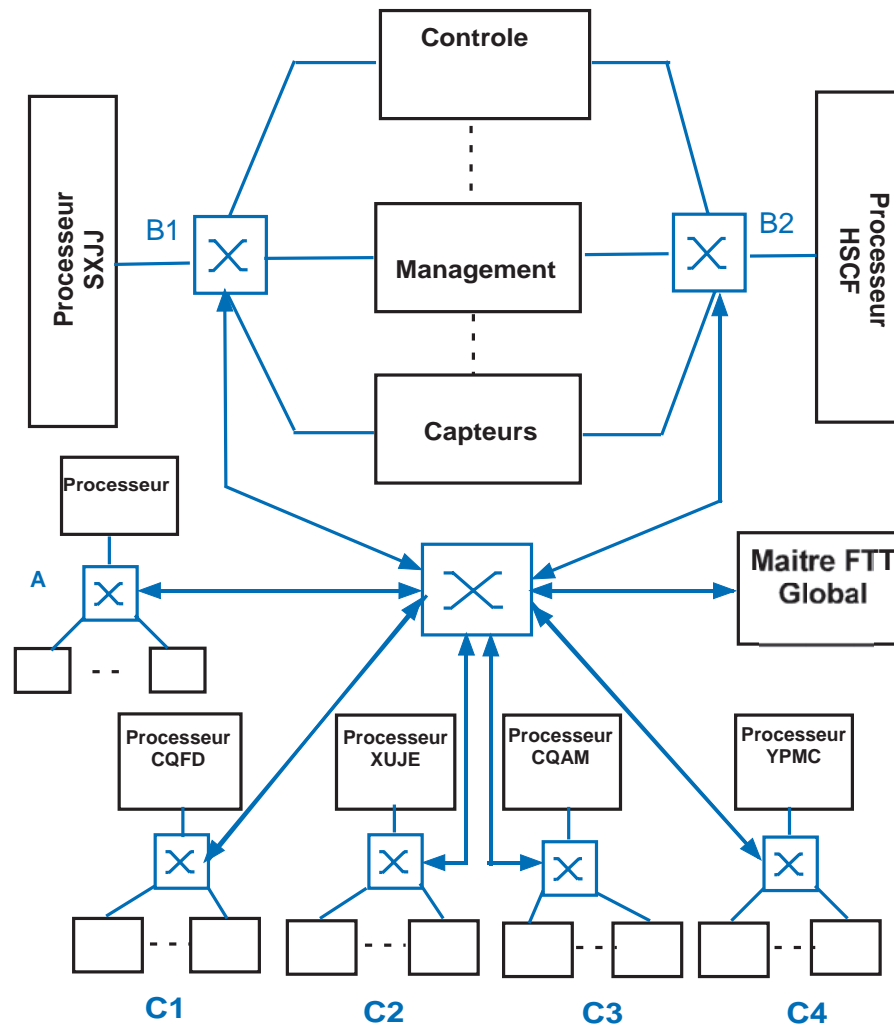 Controle
Processeur
SXJJ
B1
Management
B2
Processeur
HSCF
Capteurs
Processeur
A
Maitre FTT
Global
Processeur
CQFD
Processeur
XUJE
Processeur
CQAM
Processeur
YPMC
C1
C2
C3
C4